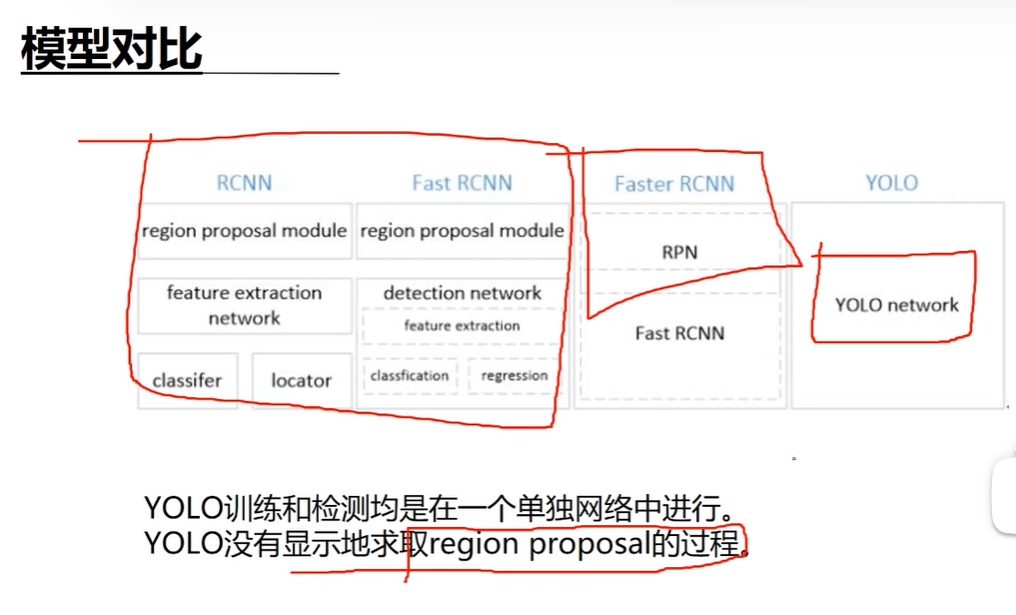 模型对比
RCNN Fast RCNN Faster RCNN YOLO
region proposal module region proposal module
RPN
feature extraction
network
detection network
feature extraction
YOLO network
Fast RCNN
classifer locator
classfication regression
YOLO训练和检测均是在一个单独网络中进行。
YOLO没有显示地求取region proposal的过程。